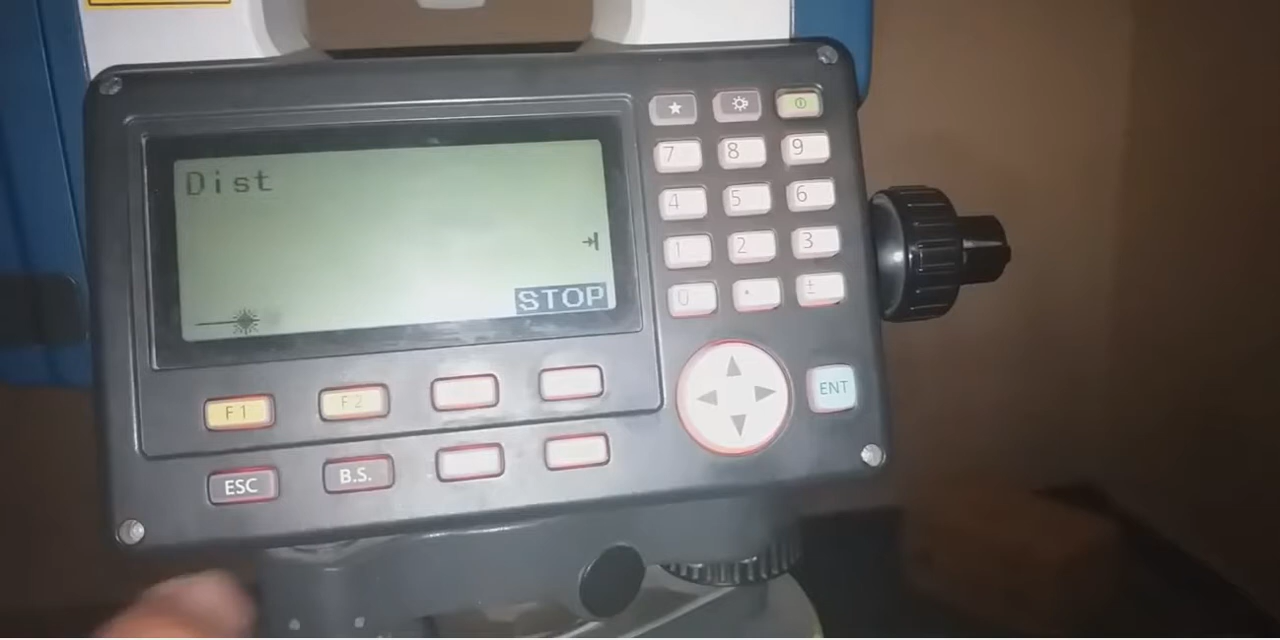 Dist
STOP
7 8 9
4 5 6
1 2 3
0 . ±
F1 F2
ENT
ESC B.S.